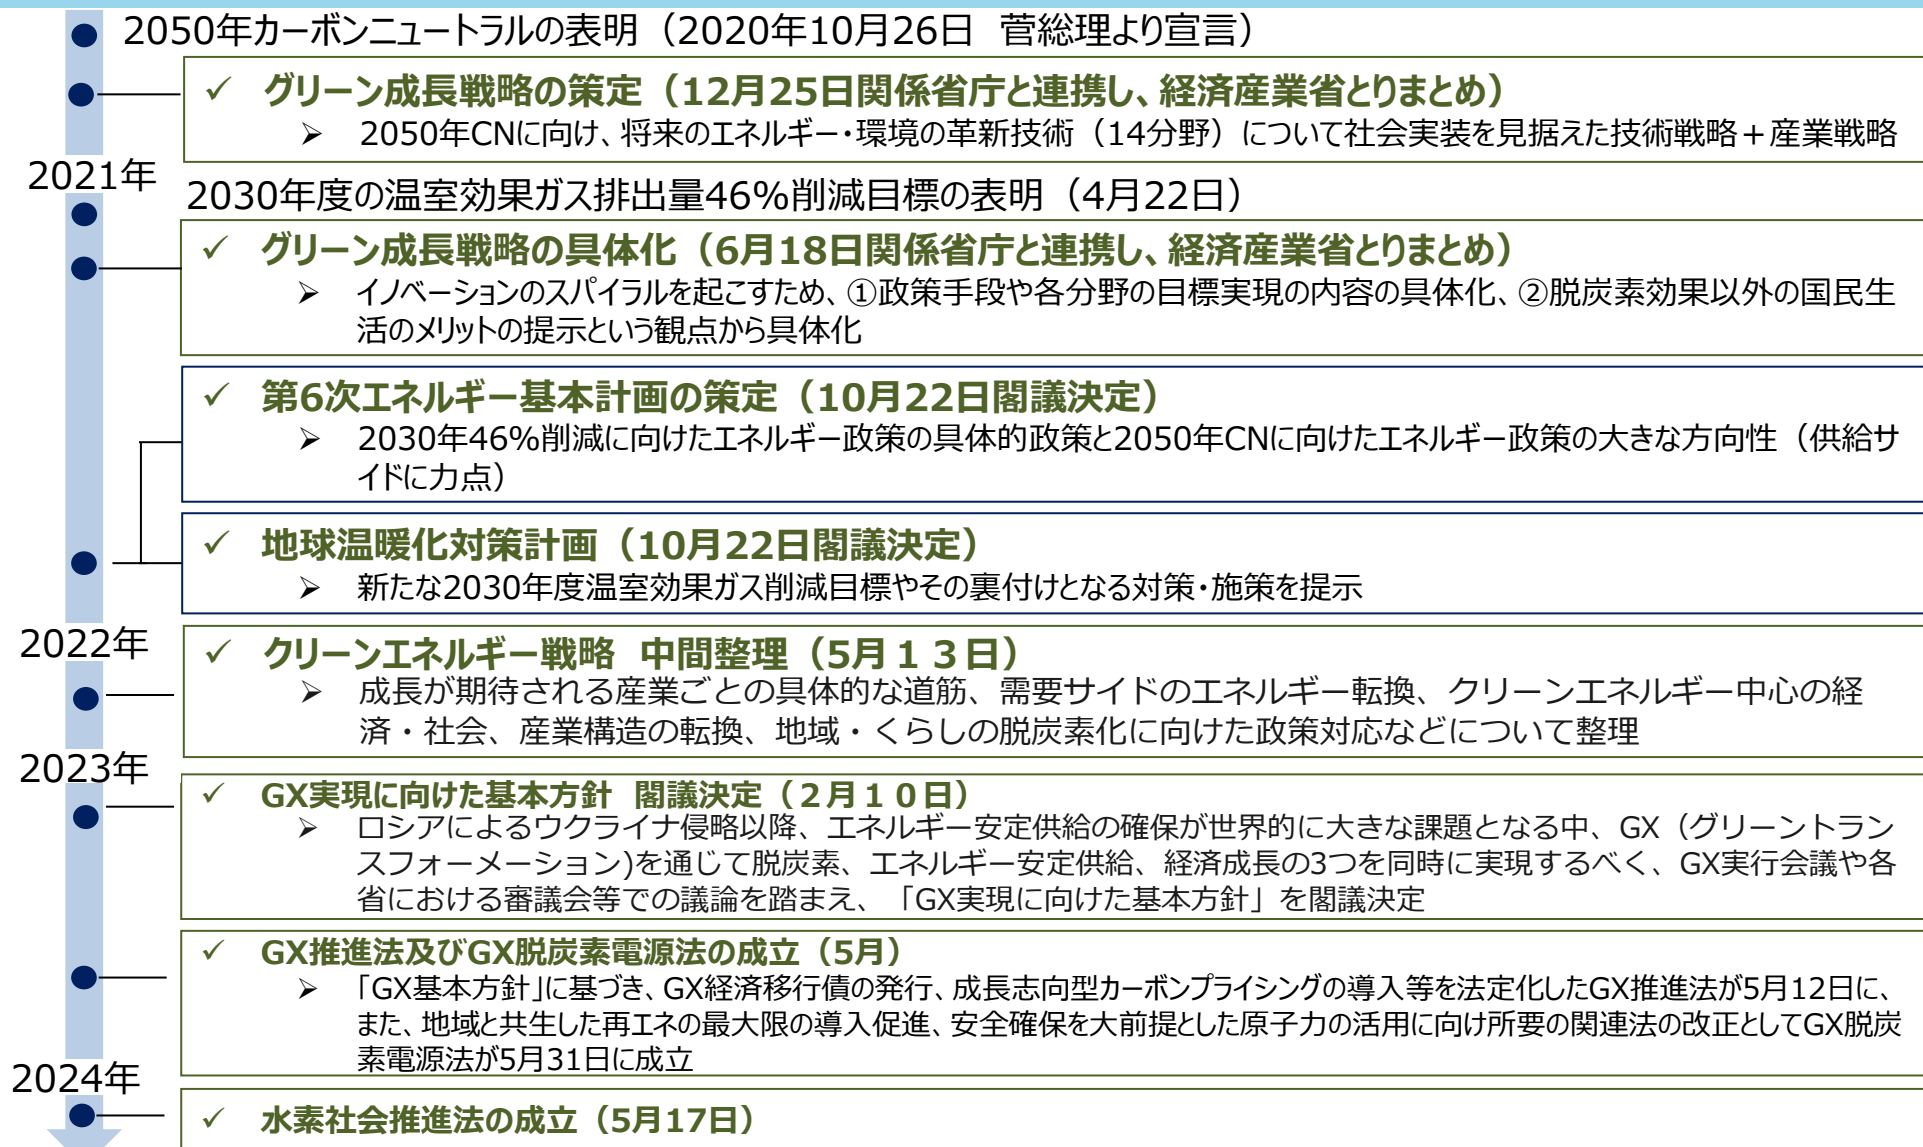 2050年カーボンニュートラルの表明（2020年10月26日　菅総理より宣言）
✓ グリーン成長戦略の策定（12月25日関係省庁と連携し、経済産業省とりまとめ）
➢ 2050年CNに向け、将来のエネルギー・環境の革新技術（14分野）について社会実装を見据えた技術戦略＋産業戦略
2021年
2030年度の温室効果ガス排出量46%削減目標の表明（4月22日）
✓ グリーン成長戦略の具体化（6月18日関係省庁と連携し、経済産業省とりまとめ）
➢ イノベーションのスパイラルを起こすため、①政策手段や各分野の目標実現の内容の具体化、②脱炭素効果以外の国民生
活のメリットの提示という観点から具体化
✓ 第6次エネルギー基本計画の策定（10月22日閣議決定）
➢ 2030年46%削減に向けたエネルギー政策の具体的政策と2050年CNに向けたエネルギー政策の大きな方向性（供給サ
イドに力点）
✓ 地球温暖化対策計画（10月22日閣議決定）
➢ 新たな2030年度温室効果ガス削減目標やその裏付けとなる対策・施策を提示
2022年
✓ クリーンエネルギー戦略　中間整理（5月１３日）
➢ 成長が期待される産業ごとの具体的な道筋、需要サイドのエネルギー転換、クリーンエネルギー中心の経
済・社会、産業構造の転換、地域・くらしの脱炭素化に向けた政策対応などについて整理
2023年
✓ GX実現に向けた基本方針　閣議決定（２月１０日）
➢ ロシアによるウクライナ侵略以降、エネルギー安定供給の確保が世界的に大きな課題となる中、GX（グリーントラン
スフォーメーション)を通じて脱炭素、エネルギー安定供給、経済成長の3つを同時に実現するべく、GX実行会議や各
省における審議会等での議論を踏まえ、「GX実現に向けた基本方針」を閣議決定
✓ GX推進法及びGX脱炭素電源法の成立（5月）
➢ 「GX基本方針」に基づき、GX経済移行債の発行、成長志向型カーボンプライシングの導入等を法定化したGX推進法が5月12日に、
また、地域と共生した再エネの最大限の導入促進、安全確保を大前提とした原子力の活用に向け所要の関連法の改正としてGX脱炭
素電源法が5月31日に成立
2024年
✓ 水素社会推進法の成立（5月17日）